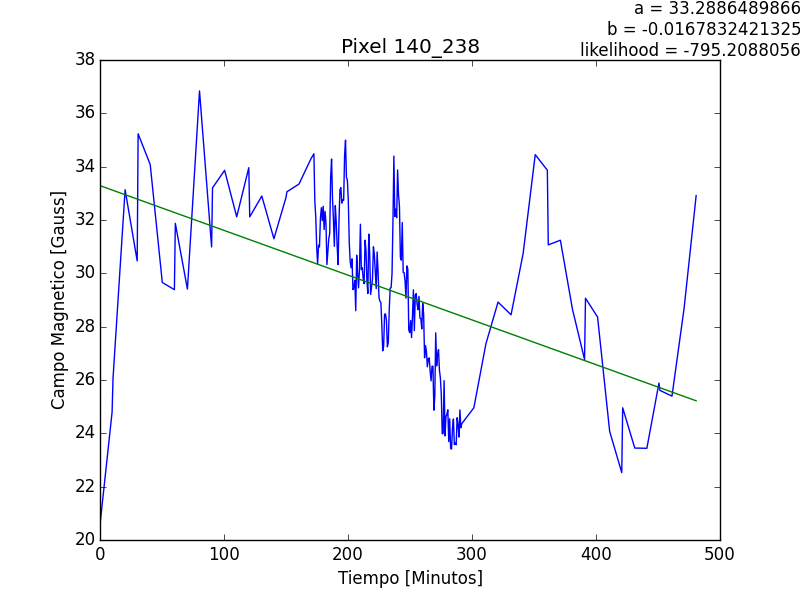 a = 33.2886489866
b = -0.0167832421325
likelihood = -795.2088056
Pixel 140_238
38
36
34
32
30
28
26
24
22
20
Campo Magnetico [Gauss]
0 100 200 300 400 500
Tiempo [Minutos]